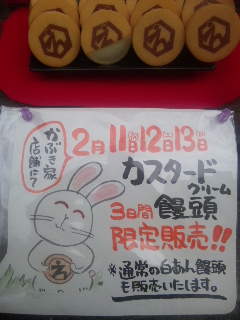 かぶき家
店舗にて
2月11日12日13日
カスタード
クリーム
饅頭
3日間
限定販売!!
※通常の白あん饅頭
も販売いたします。